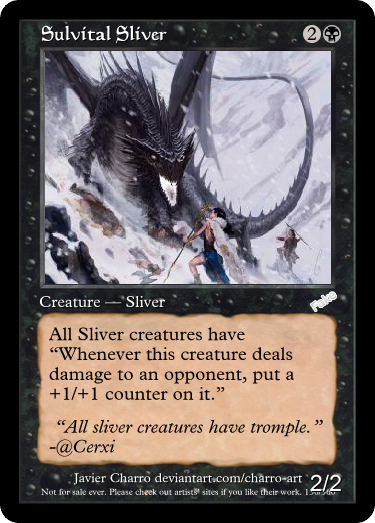 Sulvital Sliver 2
Creature — Sliver
Fake
All Sliver creatures have
“Whenever this creature deals
damage to an opponent, put a
+1/+1 counter on it.”
“All sliver creatures have tromple.”
-@Cerxi
Javier Charro deviantart.com/charro-art
2/2
Not for sale ever. Please check out artists' sites if you like their work.